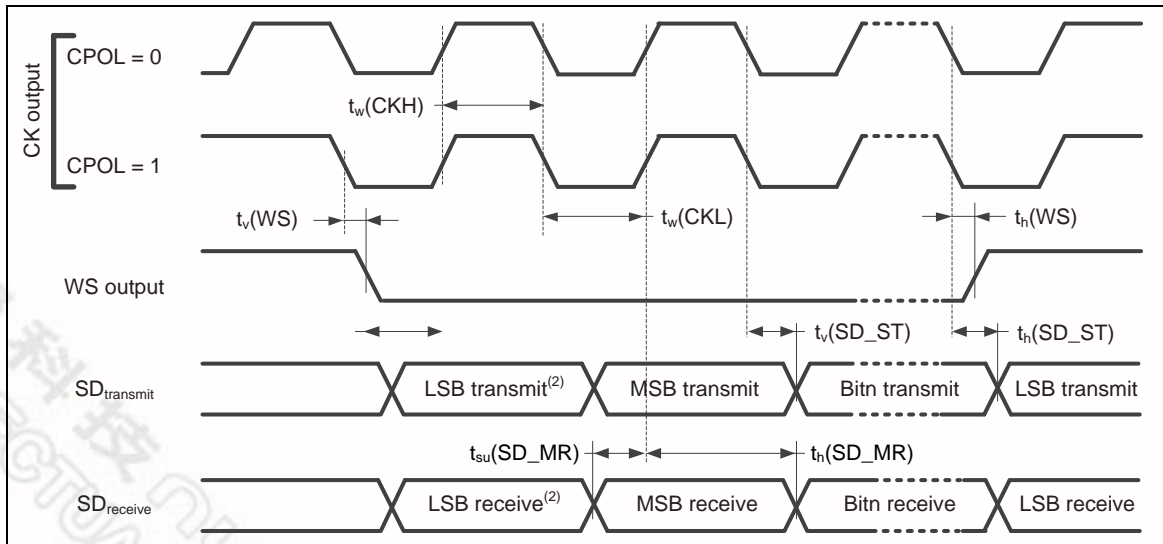 CK output
CPOL = 0
tw(CKH)
CPOL = 1
tv(WS)
tw(CKL)
th(WS)
WS output
tv(SD_ST)
th(SD_ST)
SDtransmit
LSB transmit(2)
MSB transmit
Bitn transmit
LSB transmit
tsu(SD_MR)
th(SD_MR)
SDreceive
LSB receive(2)
MSB receive
Bitn receive
LSB receive
科技